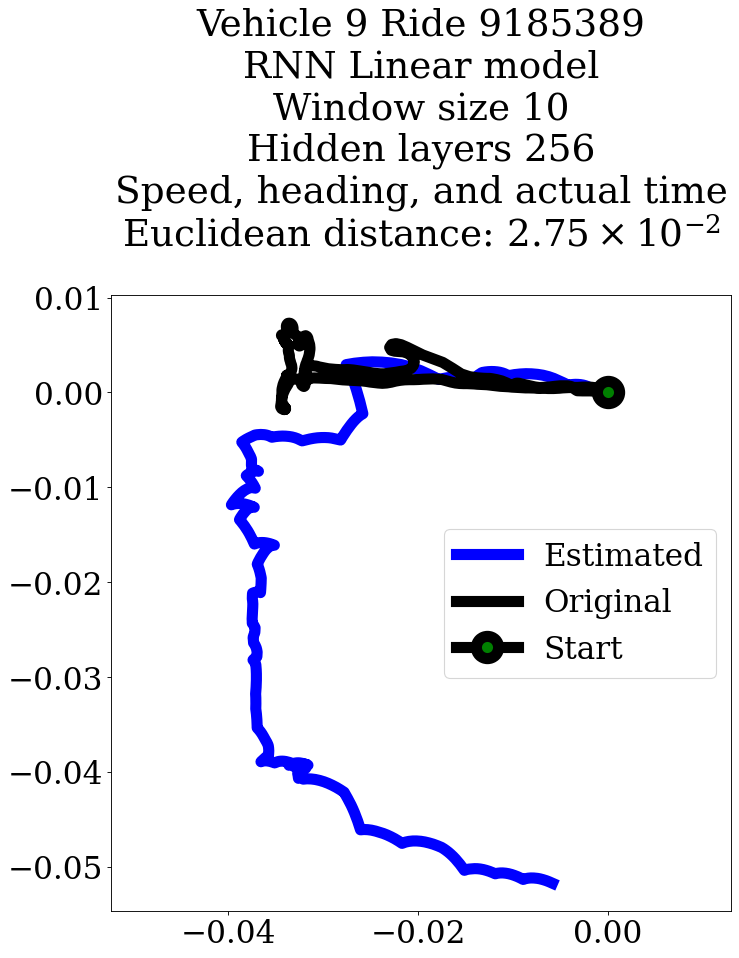 Vehicle 9 Ride 9185389
RNN Linear model
Window size 10
Hidden layers 256
Speed, heading, and actual time
Euclidean distance: 2.75 × 10⁻²
0.01
0.00
−0.01
−0.02
−0.03
−0.04
−0.05
Estimated
Original
Start
−0.04
−0.02
0.00